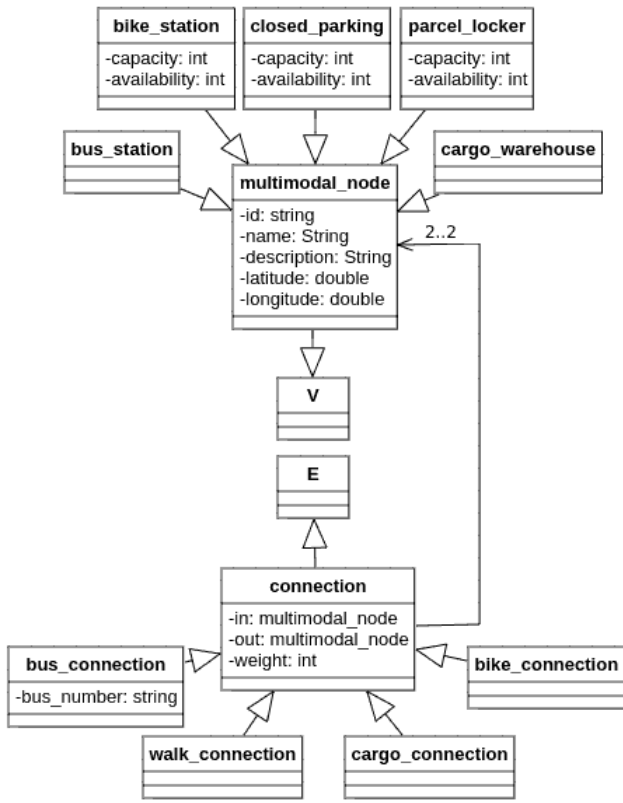 bike_station
-capacity: int
-availability: int
closed_parking
-capacity: int
-availability: int
parcel_locker
-capacity: int
-availability: int
bus_station
cargo_warehouse
multimodal_node
-id: string
-name: String
-description: String
-latitude: double
-longitude: double
2..2
V
E
connection
-in: multimodal_node
-out: multimodal_node
-weight: int
bus_connection
-bus_number: string
bike_connection
walk_connection
cargo_connection